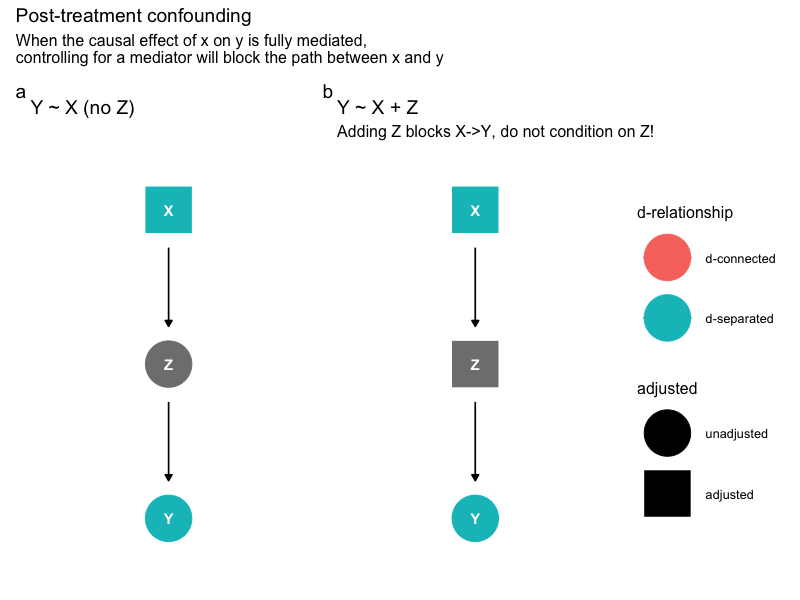 Post-treatment confounding
When the causal effect of x on y is fully mediated,
controlling for a mediator will block the path between x and y
a
Y ~ X (no Z)
b
Y ~ X + Z
Adding Z blocks X->Y, do not condition on Z!
X
Z
Y
X
Z
Y
d-relationship
d-connected
d-separated
adjusted
unadjusted
adjusted